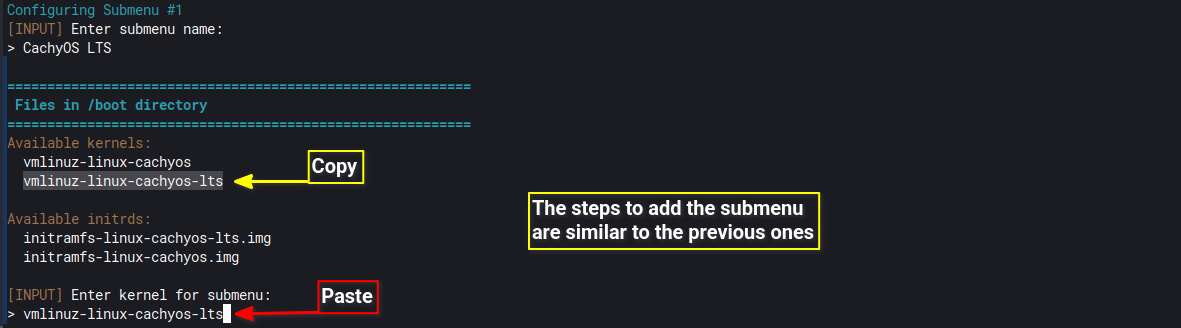 Configuring Submenu #1
[INPUT] Enter submenu name:
> CachyOS LTS
==========================================================
Files in /boot directory
==========================================================
Available kernels:
vmlinuz-linux-cachyos
vmlinuz-linux-cachyos-lts
Copy
Available initrds:
initramfs-linux-cachyos-lts.img
initramfs-linux-cachyos.img
The steps to add the submenu
are similar to the previous ones
[INPUT] Enter kernel for submenu:
> vmlinuz-linux-cachyos-lts
Paste